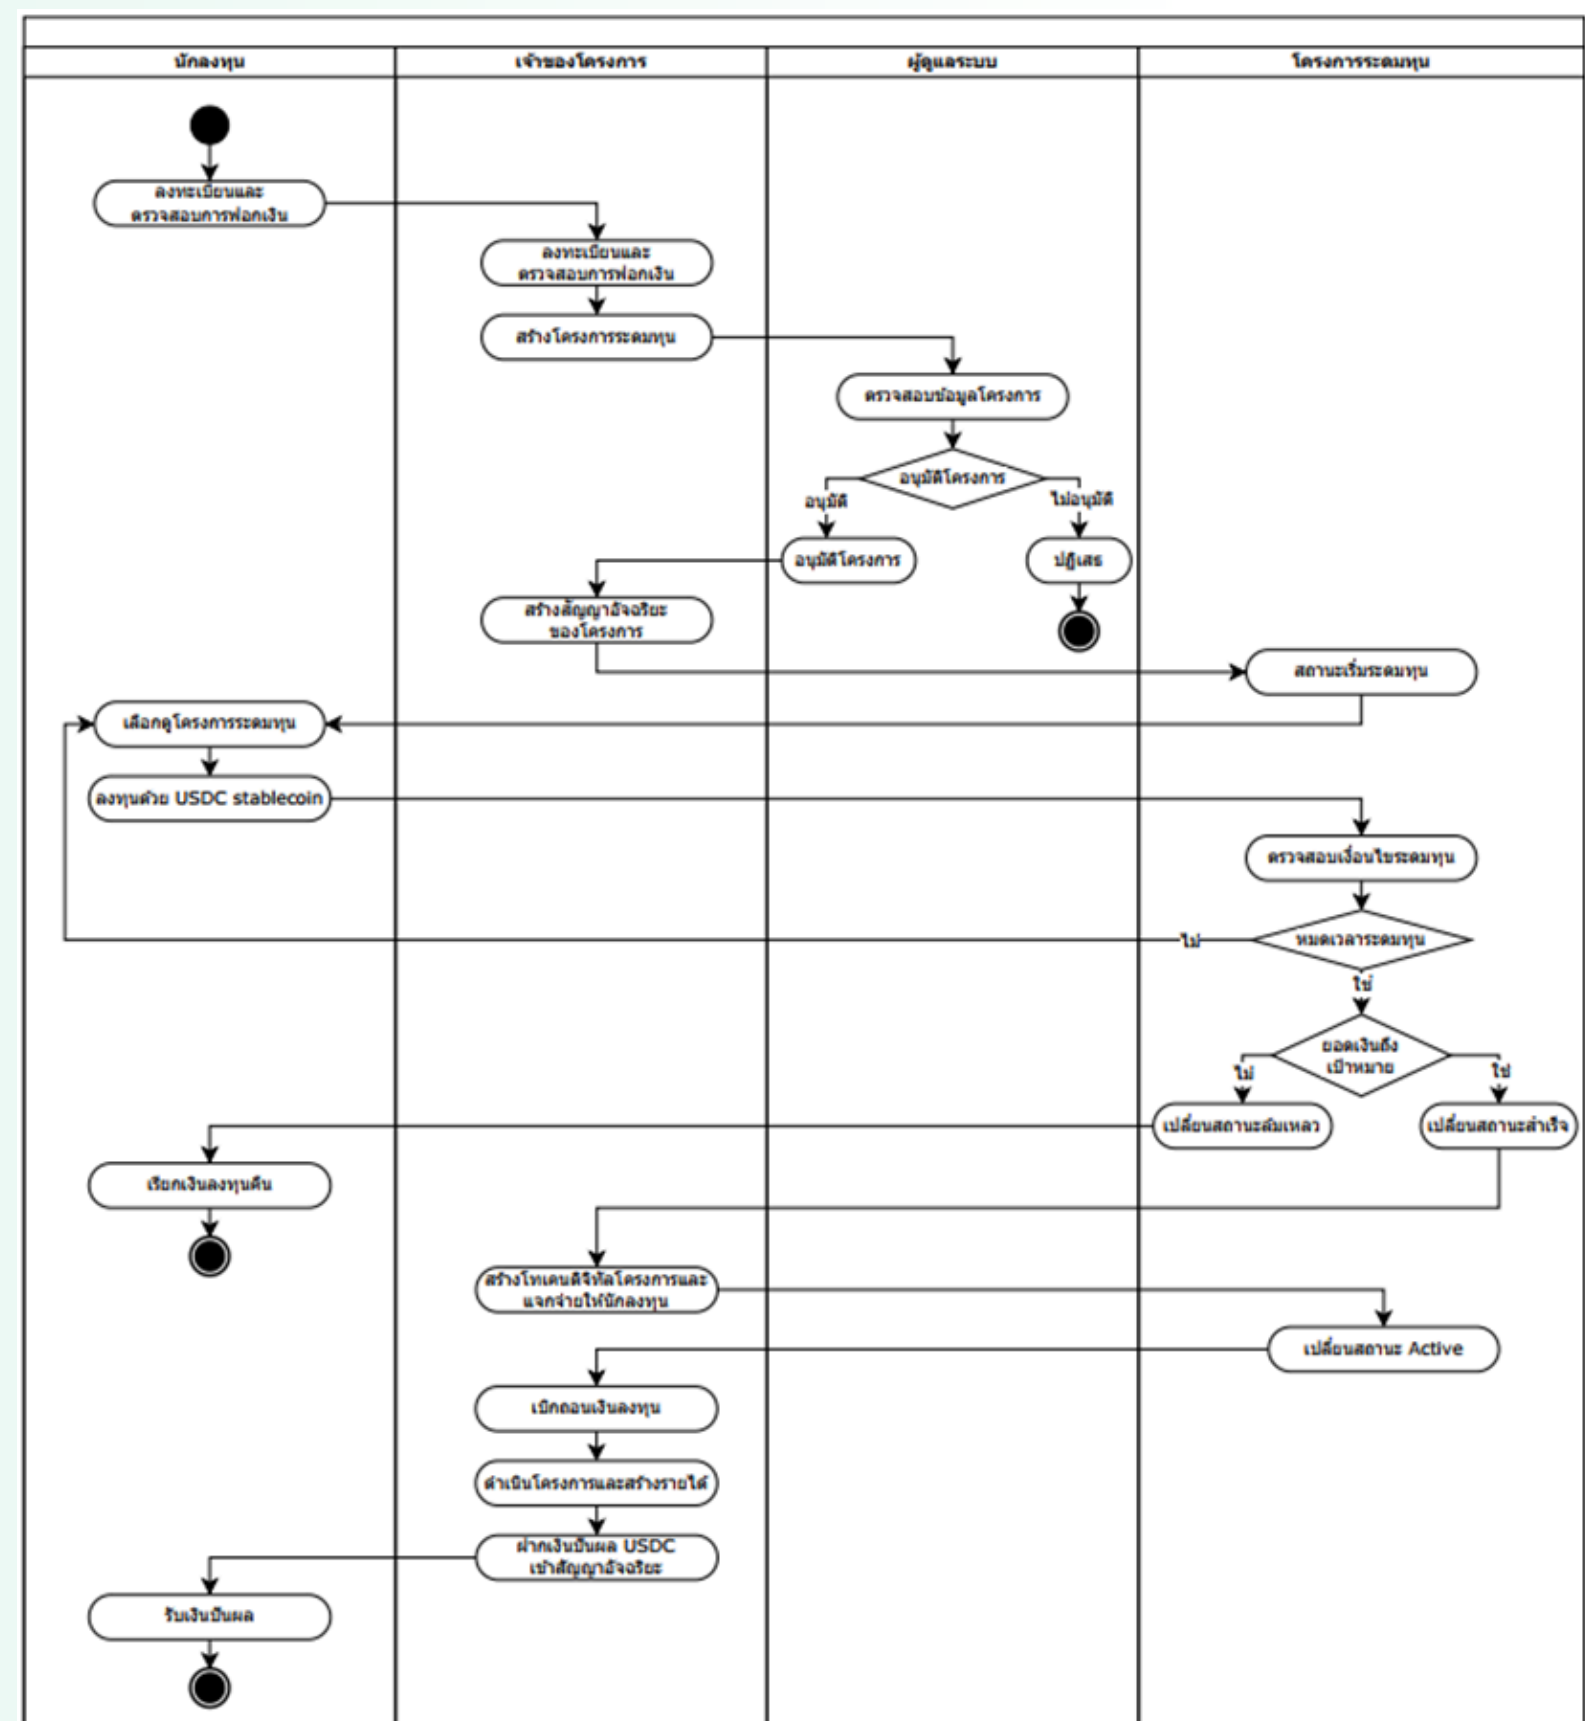 นักลงทุน
เจ้าของโครงการ
ผู้ดูแลระบบ
โครงการระดมทุน
ลงทะเบียนและ
ตรวจสอบการฟอกเงิน
ลงทะเบียนและ
ตรวจสอบการฟอกเงิน
สร้างโครงการระดมทุน
ตรวจสอบข้อมูลโครงการ
อนุมัติโครงการ
อนุมัติ
ไม่อนุมัติ
อนุมัติโครงการ
ปฏิเสธ
สร้างสัญญาอัจฉริยะ
ของโครงการ
สถานะเริ่มระดมทุน
เลือกดูโครงการระดมทุน
ลงทุนด้วย USDC stablecoin
ตรวจสอบเงื่อนไขระดมทุน
หมดเวลาระดมทุน
ไม่
ใช่
ยอดเงินถึง
เป้าหมาย
ไม่
ใช่
เปลี่ยนสถานะล้มเหลว
เปลี่ยนสถานะสำเร็จ
เรียกเงินลงทุนคืน
สร้างโทเคนดิจิทัลโครงการและ
แจกจ่ายให้นักลงทุน
เปลี่ยนสถานะ Active
เบิกถอนเงินลงทุน
ดำเนินโครงการและสร้างรายได้
ฝากเงินปันผล USDC
เข้าสัญญาอัจฉริยะ
รับเงินปันผล